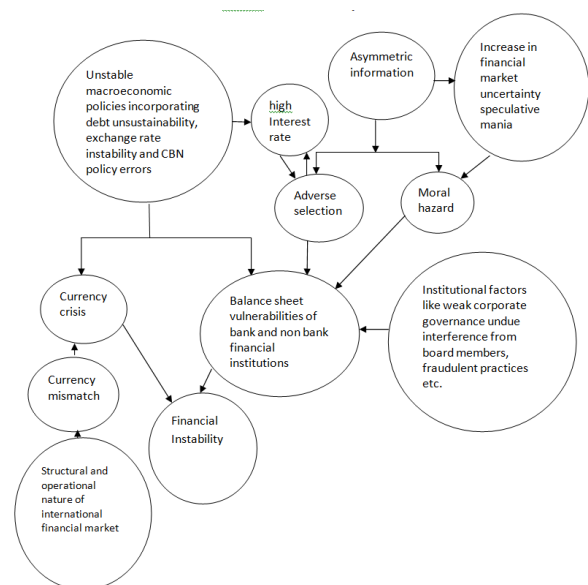 Unstable
macroeconomic
policies incorporating
debt unsustainability,
exchange rate
instability and CBN
policy errors
high
Interest
rate
Asymmetric
information
Increase in
financial
market
uncertainty
speculative
mania
Adverse
selection
Moral
hazard
Currency
crisis
Balance sheet
vulnerabilities of
bank and non bank
financial
institutions
Institutional factors
like weak corporate
governance undue
interference from
board members,
fraudulent practices
etc.
Currency
mismatch
Financial
Instability
Structural and
operational
nature of
international
financial market